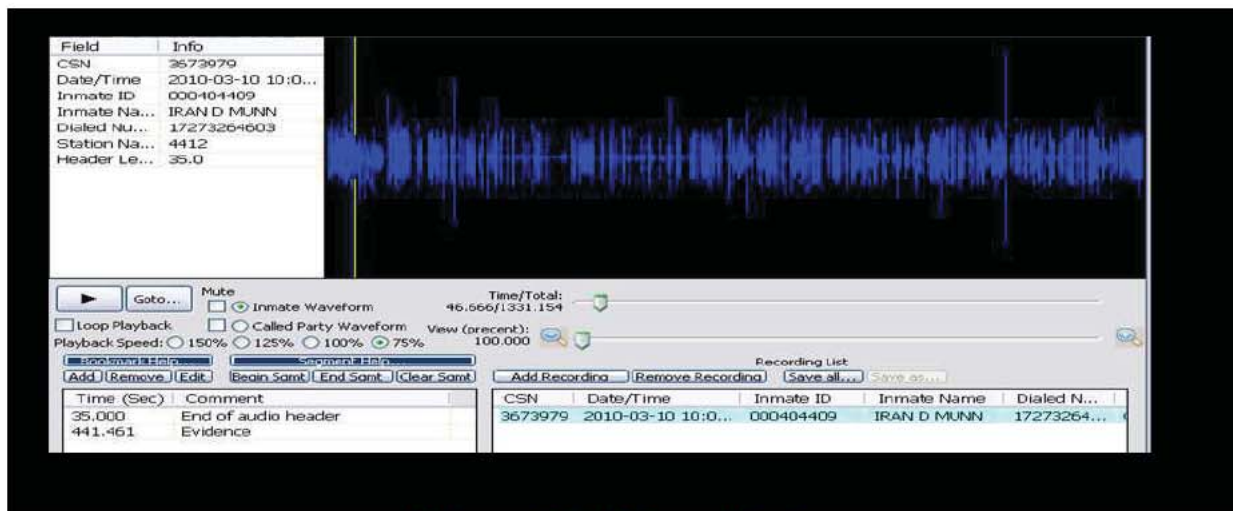 Field Info
CSN 3673979
Date/Time 2010-03-10 10:0...
Inmate ID 000404409
Inmate Na... IRAN D MUNN
Dialed Nu... 17273264603
Station Na... 4412
Header Le... 35.0
Goto...
Mute
Inmate Waveform
Time/Total:
46.666/1331.154
Loop Playback
Called Party Waveform
View (precent):
100.000
Playback Speed: 150% 125% 100% 75%
Bookmark Help... Segment Help...
Recording List
Add Remove Edit Begin Sgmt End Sgmt Clear Sgmt Add Recording Remove Recording Save all... Save as...
Time (Sec) Comment
35.000 End of audio header
441.461 Evidence
CSN Date/Time Inmate ID Inmate Name Dialed N...
3673979 2010-03-10 10:0... 000404409 IRAN D MUNN 17273264...